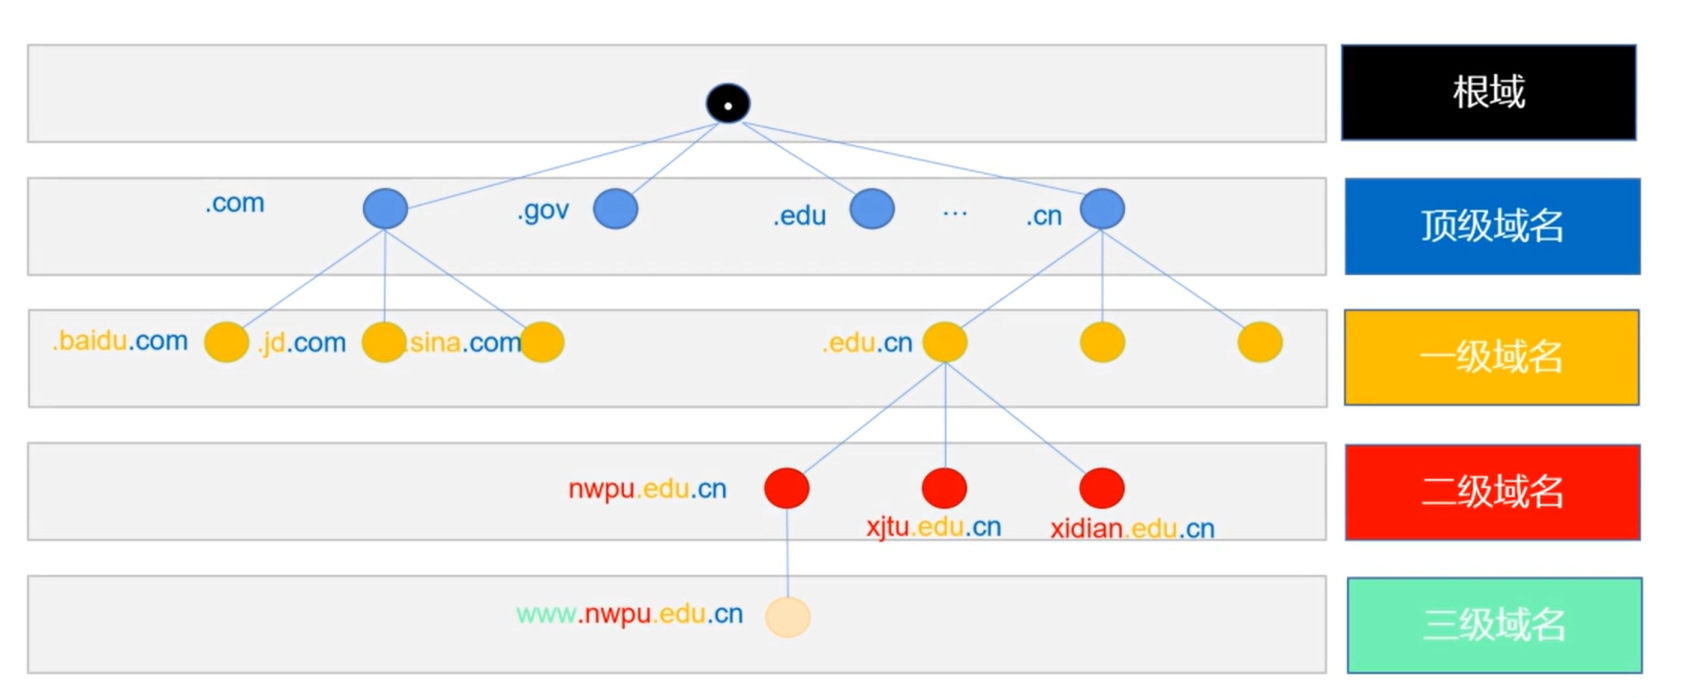 .
根域
.com
.gov
.edu
...
.cn
顶级域名
.baidu.com
.jd.com
.sina.com
.edu.cn
一级域名
nwpu.edu.cn
xjtu.edu.cn
xidian.edu.cn
二级域名
www.nwpu.edu.cn
三级域名